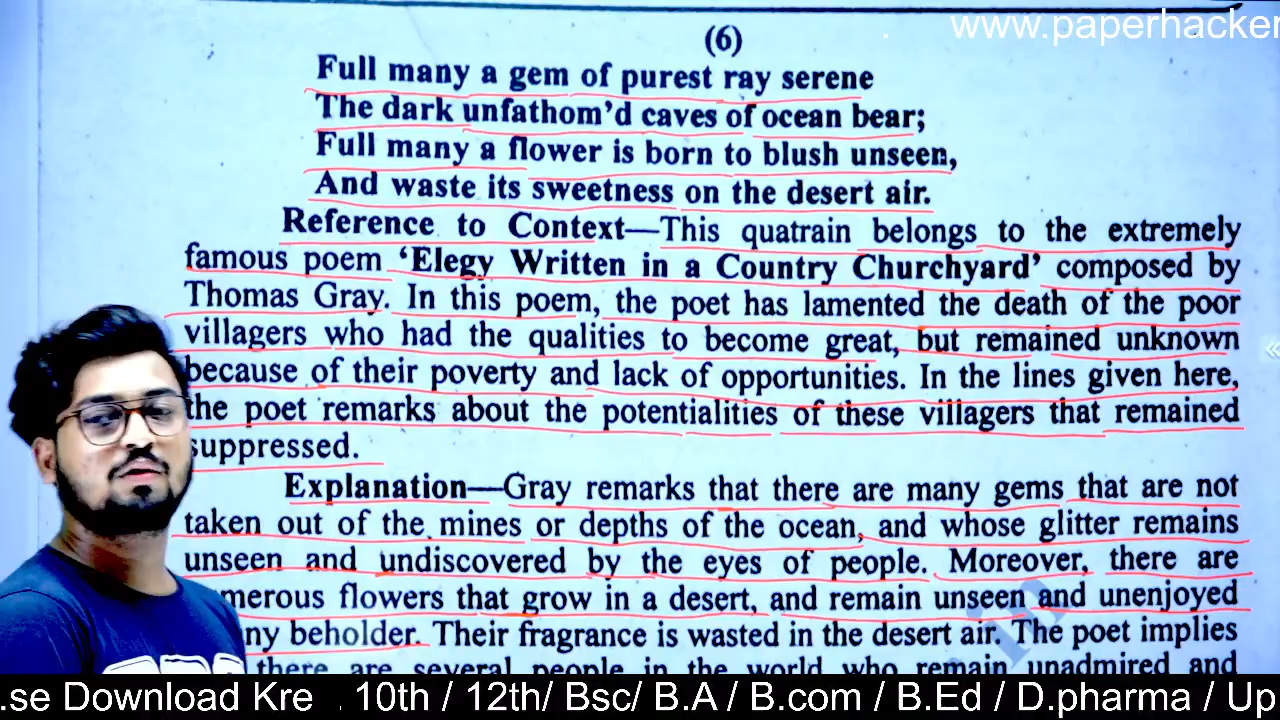 www.paperhacker
(6)
Full many a gem of purest ray serene
The dark unfathom'd caves of ocean bear;
Full many a flower is born to blush unseen,
And waste its sweetness on the desert air.
Reference to Context—This quatrain belongs to the extremely
famous poem ‘Elegy Written in a Country Churchyard’ composed by
Thomas Gray. In this poem, the poet has lamented the death of the poor
villagers who had the qualities to become great, but remained unknown
because of their poverty and lack of opportunities. In the lines given here,
the poet remarks about the potentialities of these villagers that remained
suppressed.
Explanation—Gray remarks that there are many gems that are not
taken out of the mines or depths of the ocean, and whose glitter remains
unseen and undiscovered by the eyes of people. Moreover, there are
merous flowers that grow in a desert, and remain unseen and unenjoyed
ny beholder. Their fragrance is wasted in the desert air. The poet implies
there are several people in the world who remain unadmired and
.se Download Kre . 10th / 12th/ Bsc/ B.A / B.com / B.Ed / D.pharma / Up